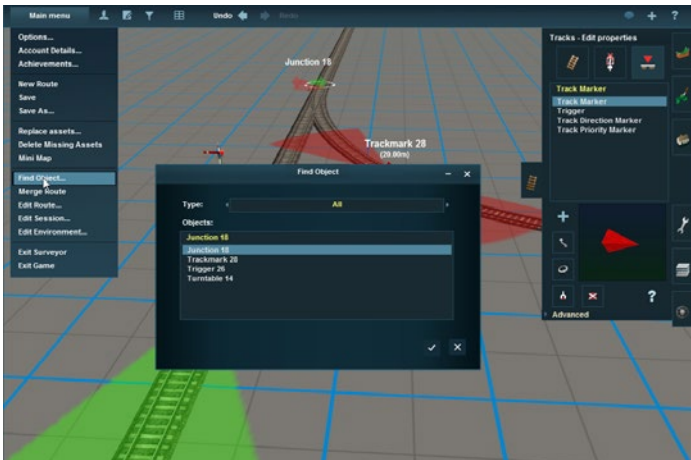 Main menu
Undo
Redo
?
Options...
Account Details...
Achievements...
New Route
Save
Save As...
Replace assets...
Delete Missing Assets
Mini Map
Find Object...
Merge Route
Edit Route...
Edit Session...
Edit Environment...
Exit Surveyor
Exit Game
Junction 18
Trackmark 28
(20.00m)
Find Object
Type:
All
Objects:
Junction 18
Junction 18
Trackmark 28
Trigger 26
Turntable 14
Tracks - Edit properties
Track Marker
Track Marker
Trigger
Track Direction Marker
Track Priority Marker
?
Advanced